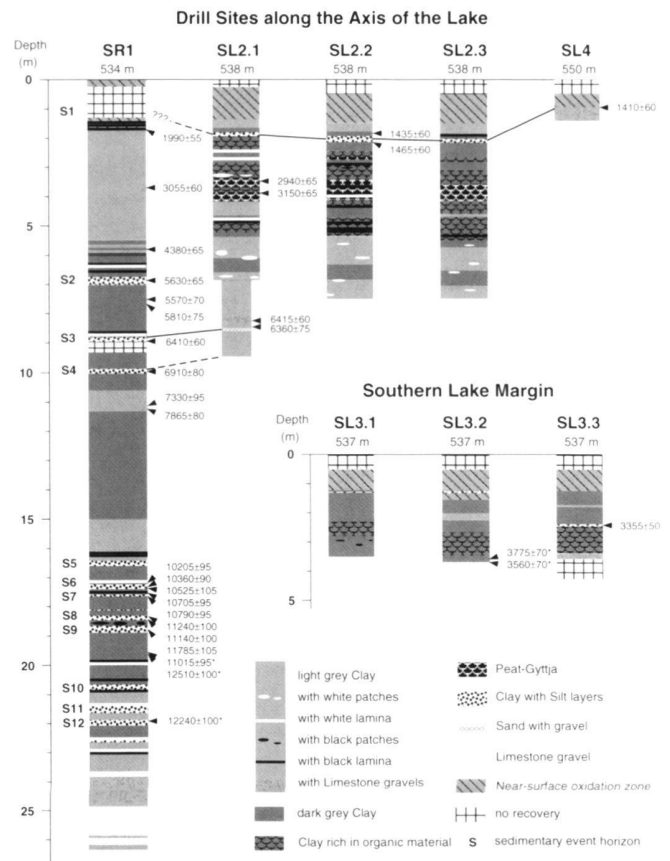 Drill Sites along the Axis of the Lake
Depth
(m)
SR1
534 m
SL2.1
538 m
SL2.2
538 m
SL2.3
538 m
SL4
550 m
0
5
10
15
20
25
S1
S2
S3
S4
S5
S6
S7
S8
S9
S10
S11
S12
???
1990±55
3055±60
4380±65
5630±65
5570±70
5810±75
6410±60
6910±80
7330±95
7865±80
10205±95
10360±90
10525±105
10705±95
10790±95
11240±100
11140±100
11785±105
11015±95*
12510±100*
12240±100*
2940±65
3150±65
6415±60
6360±75
1435±60
1465±60
1410±60
Southern Lake Margin
Depth
(m)
SL3.1
537 m
SL3.2
537 m
SL3.3
537 m
0
5
3775±70*
3560±70*
3355±50
light grey Clay
with white patches
with white lamina
with black patches
with black lamina
with Limestone gravels
dark grey Clay
Clay rich in organic material
Peat-Gyttja
Clay with Silt layers
Sand with gravel
Limestone gravel
Near-surface oxidation zone
no recovery
S sedimentary event horizon